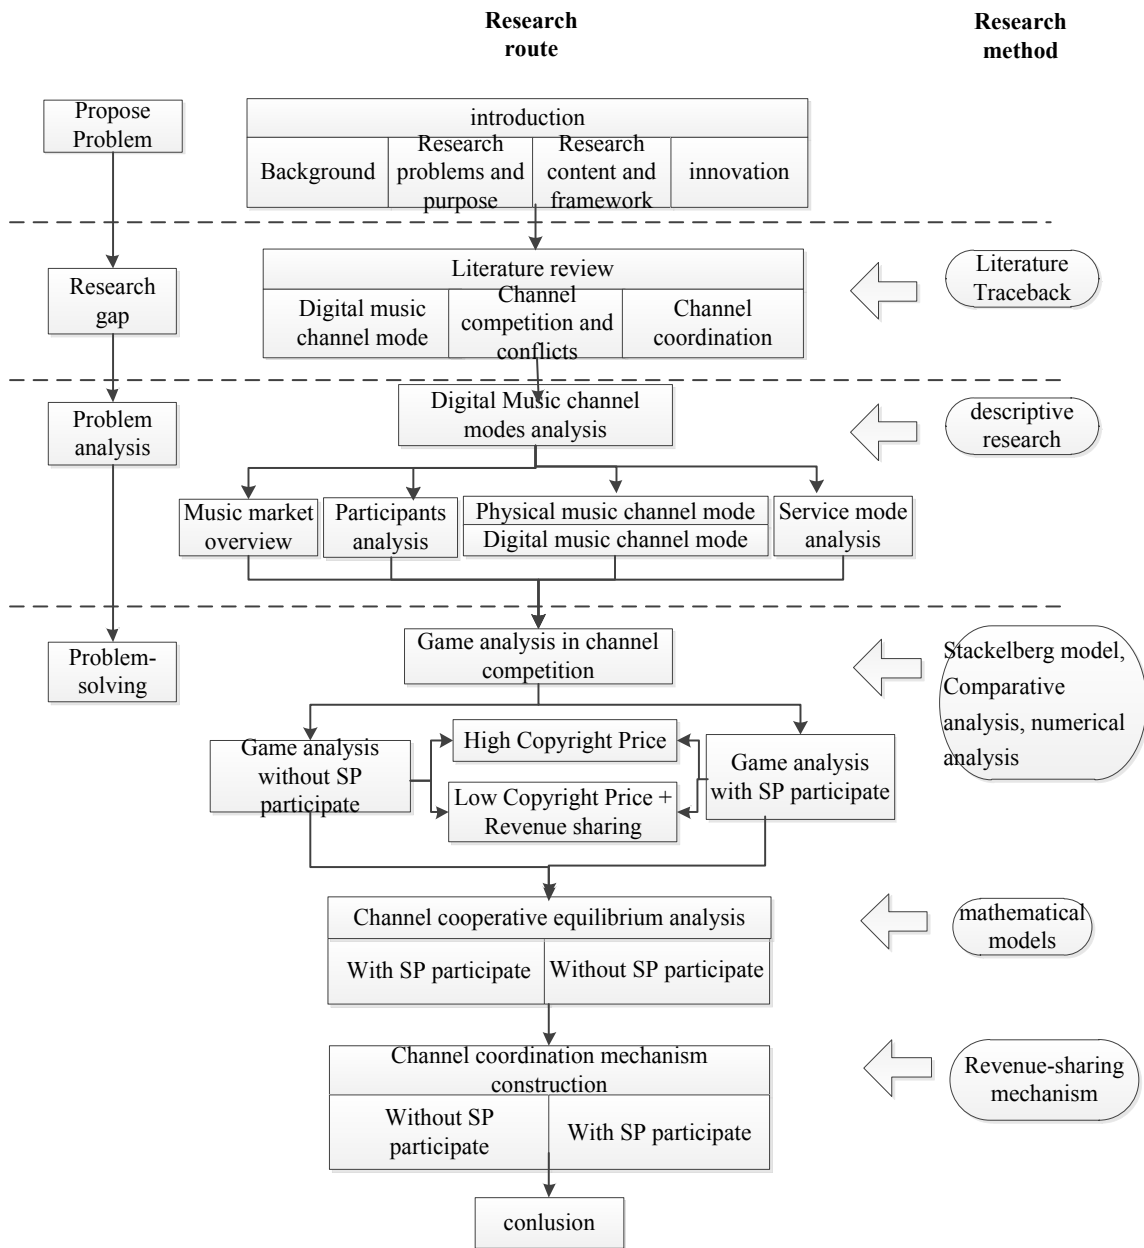 Research
route
Research
method
Propose
Problem
introduction
Background
Research
problems and
purpose
Research
content and
framework
innovation
Research
gap
Literature review
Digital music
channel mode
Channel
competition and
conflicts
Channel
coordination
Literature
Traceback
Problem
analysis
Digital Music channel
modes analysis
descriptive
research
Music market
overview
Participants
analysis
Physical music channel mode
Digital music channel mode
Service mode
analysis
Problem-
solving
Game analysis in channel
competition
Stackelberg model,
Comparative
analysis, numerical
analysis
Game analysis
without SP
participate
High Copyright Price
Low Copyright Price +
Revenue sharing
Game analysis
with SP participate
Channel cooperative equilibrium analysis
With SP participate
Without SP participate
mathematical
models
Channel coordination mechanism
construction
Without SP
participate
With SP participate
Revenue-sharing
mechanism
conlusion